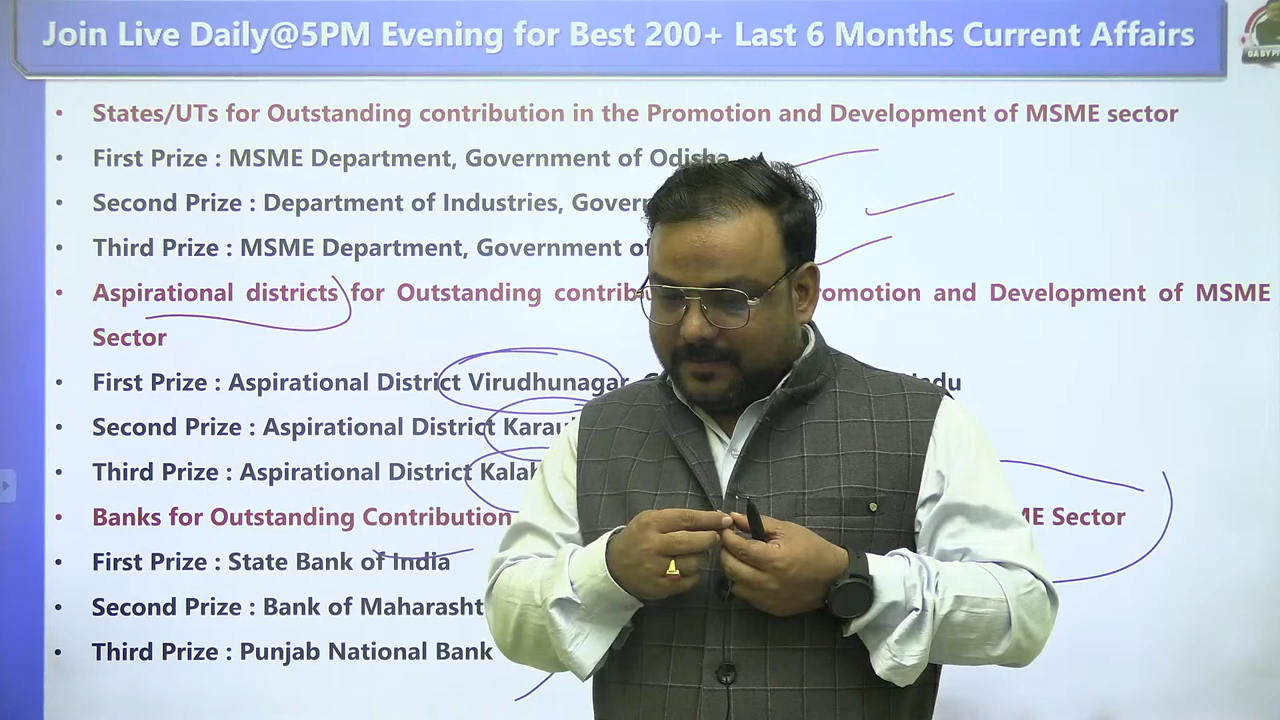 Join Live Daily@5PM Evening for Best 200+ Last 6 Months Current Affairs
• States/UTs for Outstanding contribution in the Promotion and Development of MSME sector
• First Prize : MSME Department, Government of Odisha
• Second Prize : Department of Industries,
• Third Prize : MSME Department, Government of
• Aspirational districts for Outstanding and Development of MSME
Sector
• First Prize : Aspirational District Virudhunagar,
• Second Prize : Aspirational District
• Third Prize : Aspirational District
• Banks for Outstanding Contribution Sector
• First Prize : State Bank of India
• Second Prize : Bank of
• Third Prize : Punjab National Bank